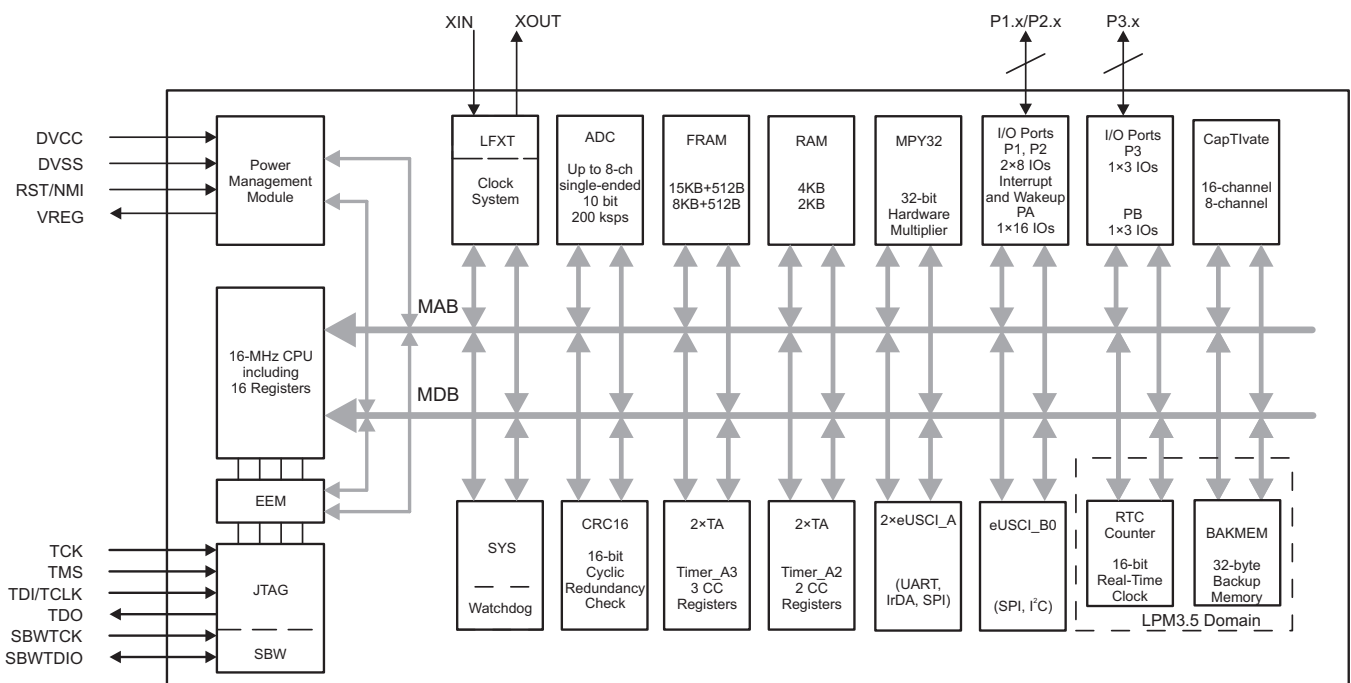 XIN
XOUT
P1.x/P2.x
P3.x
DVCC
DVSS
RST/NMI
VREG
Power
Management
Module
LFXT
Clock
System
ADC
Up to 8-ch
single-ended
10 bit
200 ksps
FRAM
15KB+512B
8KB+512B
RAM
4KB
2KB
MPY32
32-bit
Hardware
Multiplier
I/O Ports
P1, P2
2×8 IOs
Interrupt
and Wakeup
PA
1×16 IOs
I/O Ports
P3
1×3 IOs
PB
1×3 IOs
CapTIvate
16-channel
8-channel
MAB
16-MHz CPU
including
16 Registers
MDB
EEM
TCK
TMS
TDI/TCLK
TDO
SBWTCK
SBWTDIO
JTAG
SBW
SYS
Watchdog
CRC16
16-bit
Cyclic
Redundancy
Check
2×TA
Timer_A3
3 CC
Registers
2×TA
Timer_A2
2 CC
Registers
2×eUSCI_A
(UART,
IrDA, SPI)
eUSCI_B0
(SPI, I²C)
RTC
Counter
16-bit
Real-Time
Clock
BAKMEM
32-byte
Backup
Memory
LPM3.5 Domain